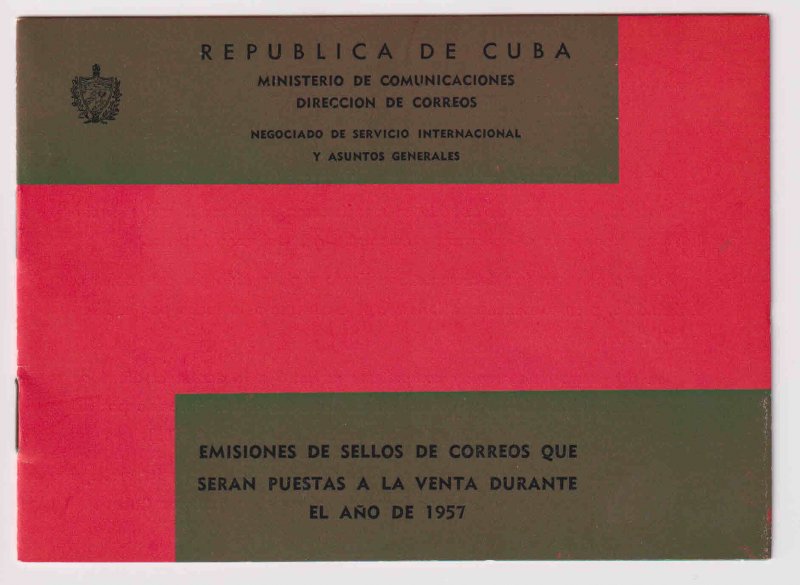 REPUBLICA DE CUBA
MINISTERIO DE COMUNICACIONES
DIRECCION DE CORREOS
NEGOCIADO DE SERVICIO INTERNACIONAL
Y ASUNTOS GENERALES
EMISIONES DE SELLOS DE CORREOS QUE
SERAN PUESTAS A LA VENTA DURANTE
EL AÑO DE 1957